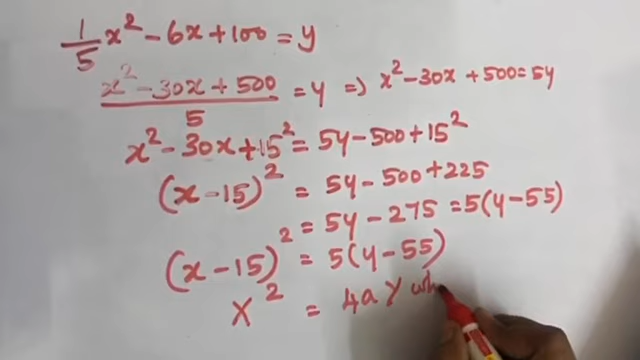 1/5 x² - 6x + 100 = y
x² - 30x + 500 / 5 = y ⇒ x² - 30x + 500 = 5y
x² - 30x + 15² = 5y - 500 + 15²
(x - 15)² = 5y - 500 + 225
= 5y - 275 = 5(y - 55)
(x - 15)² = 5(y - 55)
X² = 4a Y